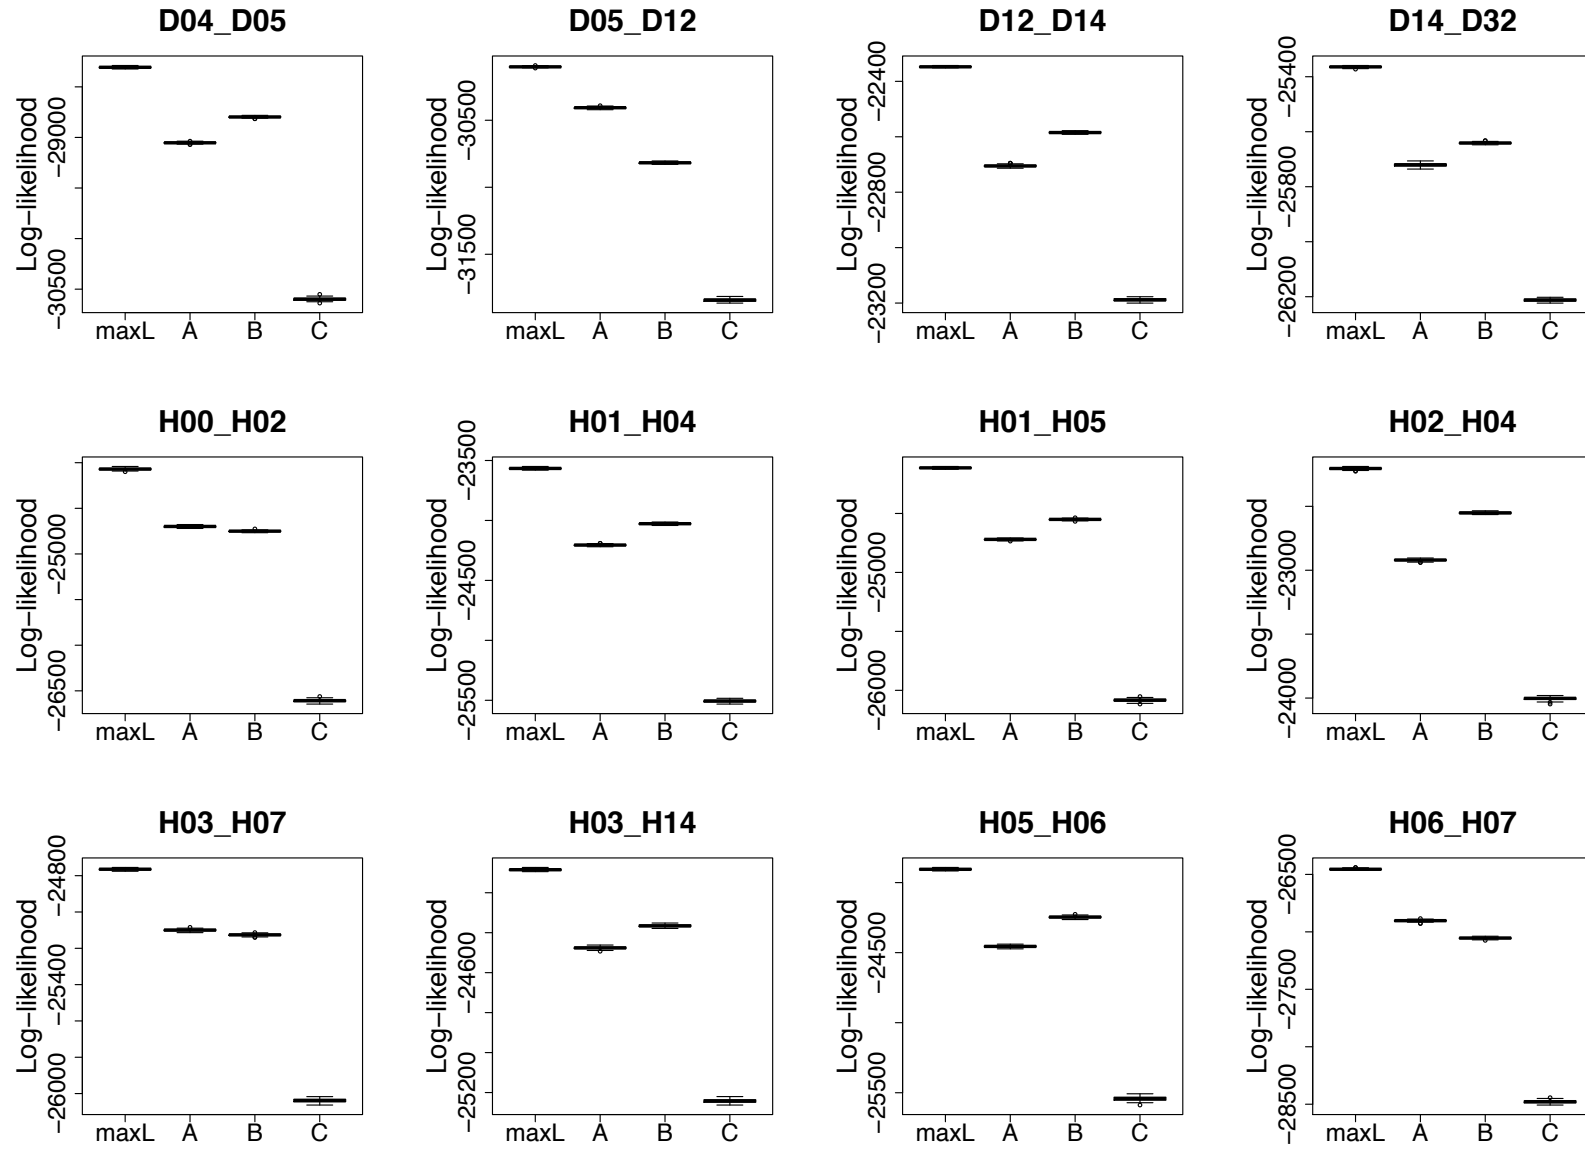 D04_D05
Log−likelihood
−29000
−30500
maxL A B C
D05_D12
Log−likelihood
−30500
−31500
maxL A B C
D12_D14
Log−likelihood
−22400
−22800
−23200
maxL A B C
D14_D32
Log−likelihood
−25400
−25800
−26200
maxL A B C
H00_H02
Log−likelihood
−25000
−26500
maxL A B C
H01_H04
Log−likelihood
−23500
−24500
−25500
maxL A B C
H01_H05
Log−likelihood
−25000
−26000
maxL A B C
H02_H04
Log−likelihood
−23000
−24000
maxL A B C
H03_H07
Log−likelihood
−24800
−25400
−26000
maxL A B C
H03_H14
Log−likelihood
−24600
−25200
maxL A B C
H05_H06
Log−likelihood
−24500
−25500
maxL A B C
H06_H07
Log−likelihood
−26500
−27500
−28500
maxL A B C